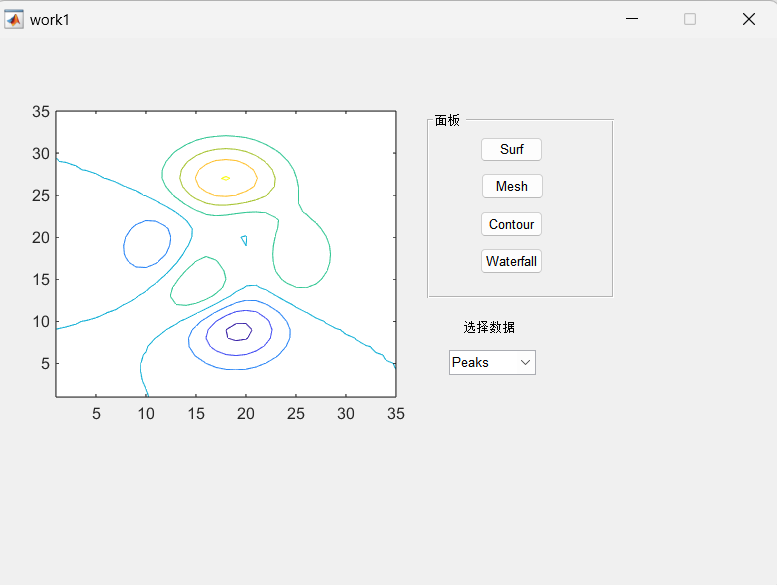 work1
35
30
25
20
15
10
5
5 10 15 20 25 30 35
面板
Surf
Mesh
Contour
Waterfall
选择数据
Peaks